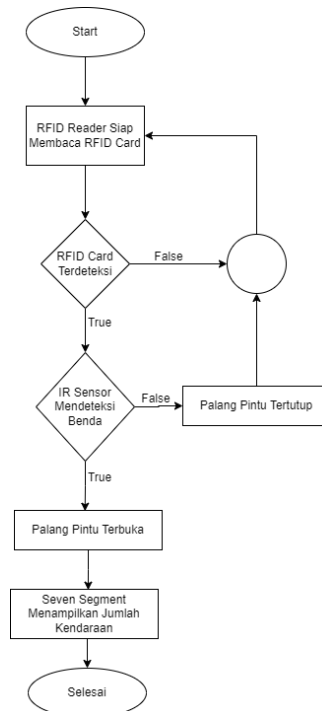 Start
RFID Reader Siap
Membaca RFID Card
RFID Card
Terdeteksi
False
True
IR Sensor
Mendeteksi
Benda
False
Palang Pintu Tertutup
True
Palang Pintu Terbuka
Seven Segment
Menampilkan Jumlah
Kendaraan
Selesai